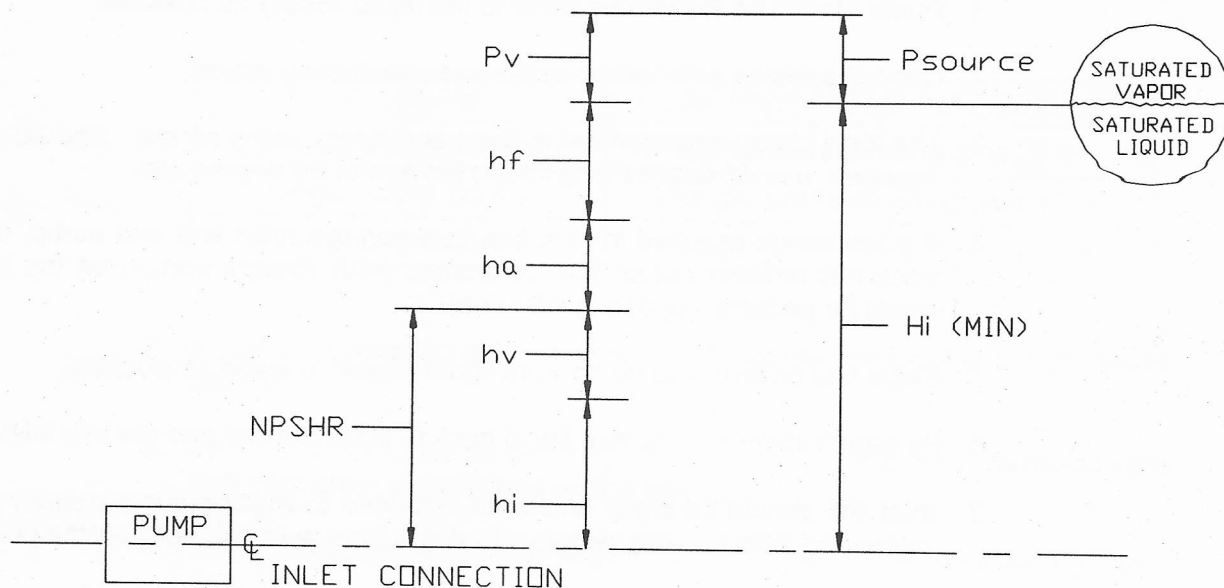 Pv
Psource
SATURATED
VAPOR
SATURATED
LIQUID
hf
ha
Hi (MIN)
hv
NPSHR
hi
PUMP
℄
INLET CONNECTION